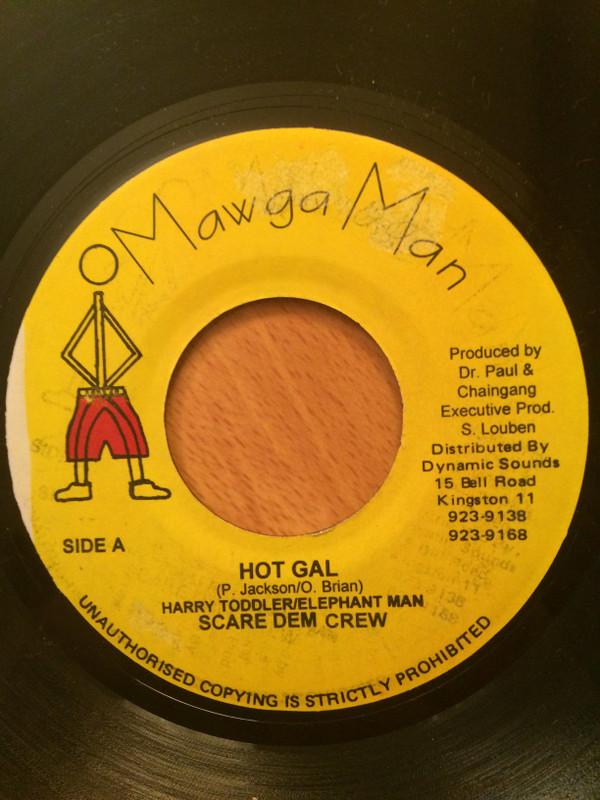 Mawga Man
Produced by
Dr. Paul &
Chaingang
Executive Prod.
S. Louben
Distributed By
Dynamic Sounds
15 Bell Road
Kingston 11
923-9138
923-9168
SIDE A
HOT GAL
(P. Jackson/O. Brian)
HARRY TODDLER/ELEPHANT MAN
SCARE DEM CREW
UNAUTHORISED COPYING IS STRICTLY PROHIBITED